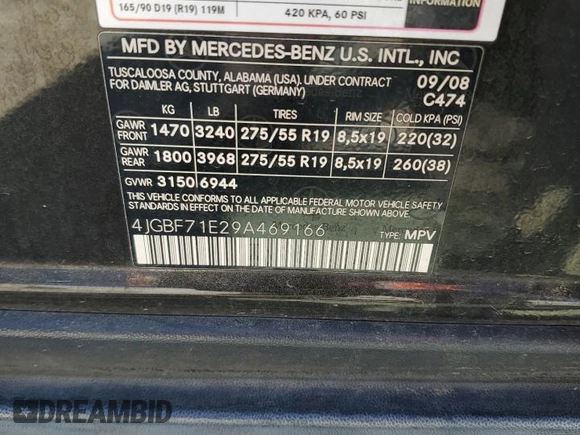 165/90 D19 (R19) 119M
420 KPA, 60 PSI
MFD BY MERCEDES-BENZ U.S. INTL., INC
TUSCALOOSA COUNTY, ALABAMA (USA), UNDER CONTRACT
FOR DAIMLER AG, STUTTGART (GERMANY)
09/08
C474
KG LB TIRES RIM SIZE COLD KPA (PSI)
GAWR FRONT 1470 3240 275/55 R19 8,5x19 220(32)
GAWR REAR 1800 3968 275/55 R19 8,5x19 260(38)
GVWR 3150 6944
THIS VEHICLE CONFORMS TO ALL APPLICABLE FEDERAL MOTOR VEHICLE SAFETY
STANDARDS IN EFFECT ON THE DATE OF MANUFACTURE SHOWN ABOVE.
4JGBF71E29A469166
TYPE: MPV
DREAMBID